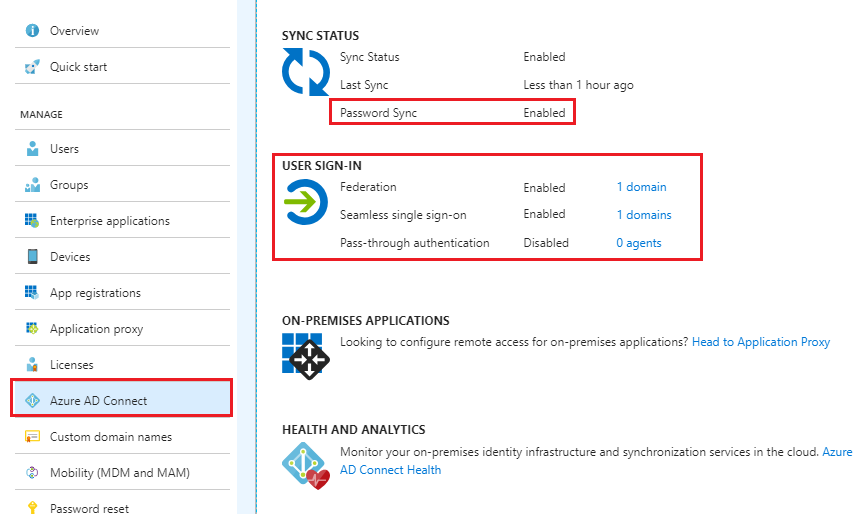 Overview
Quick start
MANAGE
Users
Groups
Enterprise applications
Devices
App registrations
Application proxy
Licenses
Azure AD Connect
Custom domain names
Mobility (MDM and MAM)
Password reset
SYNC STATUS
Sync Status Enabled
Last Sync Less than 1 hour ago
Password Sync Enabled
USER SIGN-IN
Federation Enabled 1 domain
Seamless single sign-on Enabled 1 domains
Pass-through authentication Disabled 0 agents
ON-PREMISES APPLICATIONS
Looking to configure remote access for on-premises applications? Head to Application Proxy
HEALTH AND ANALYTICS
Monitor your on-premises identity infrastructure and synchronization services in the cloud. Azure
AD Connect Health